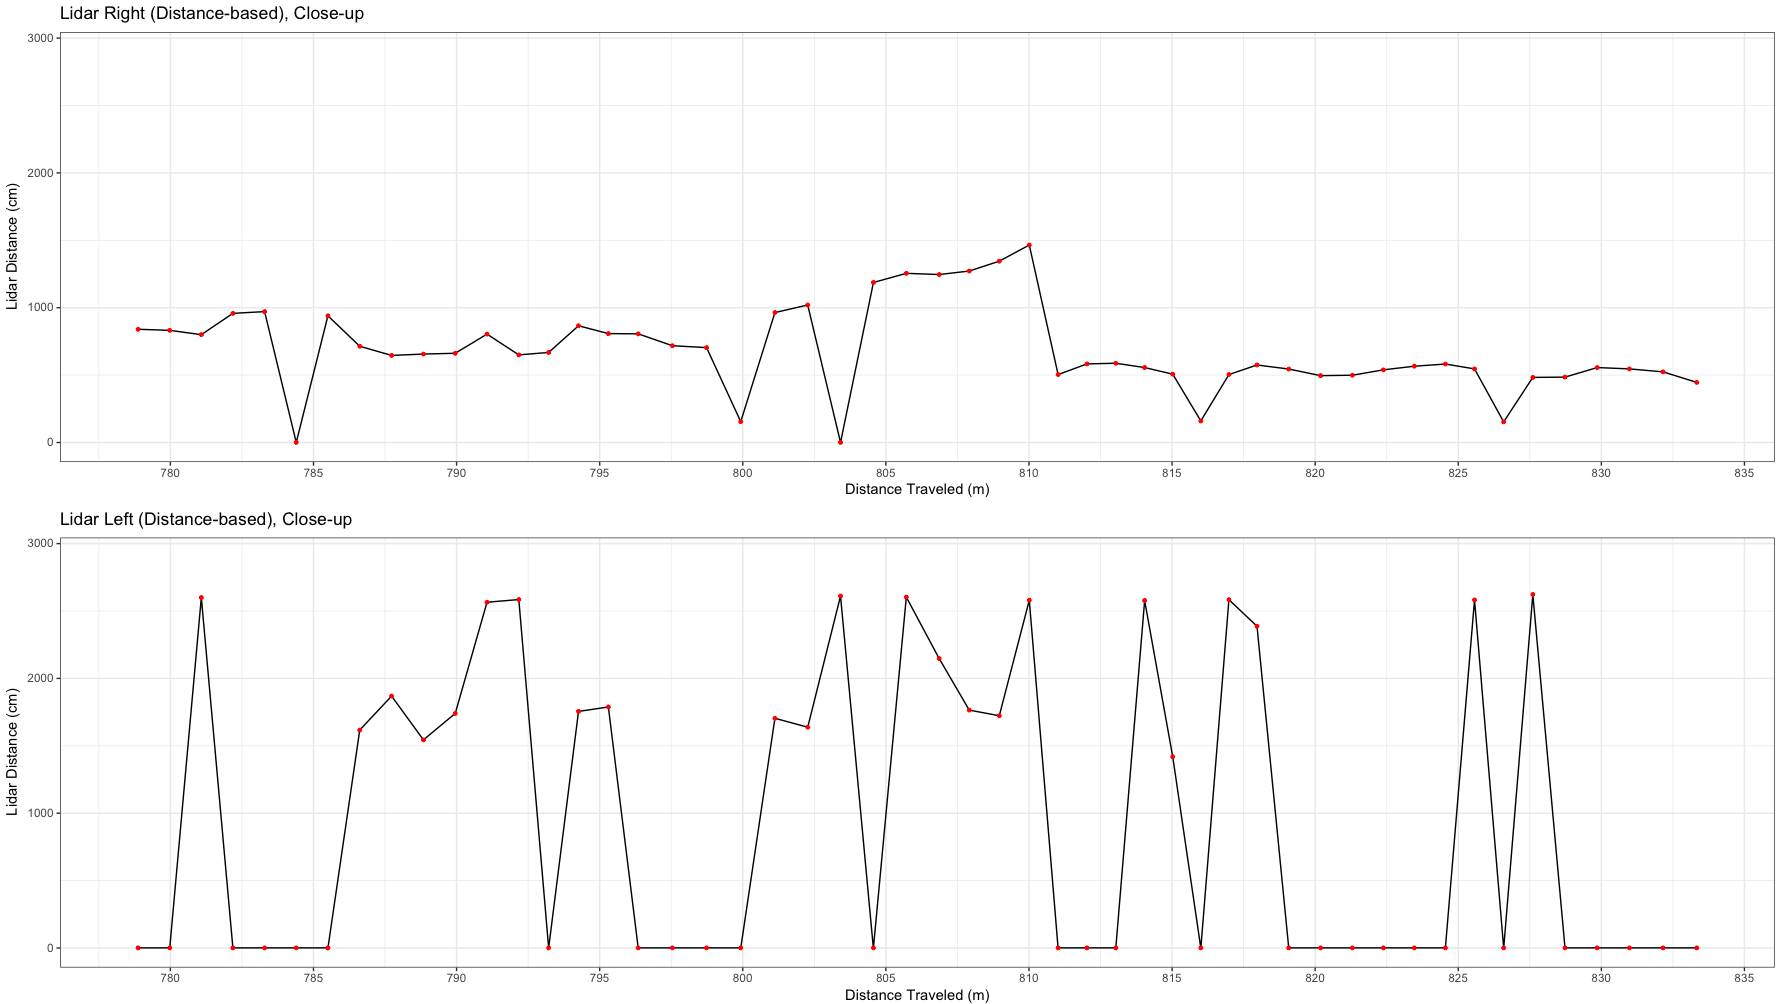 Lidar Right (Distance-based), Close-up
3000
2000
1000
0
Lidar Distance (cm)
780 785 790 795 800 805 810 815 820 825 830 835
Distance Traveled (m)
Lidar Left (Distance-based), Close-up
3000
2000
1000
0
Lidar Distance (cm)
780 785 790 795 800 805 810 815 820 825 830 835
Distance Traveled (m)